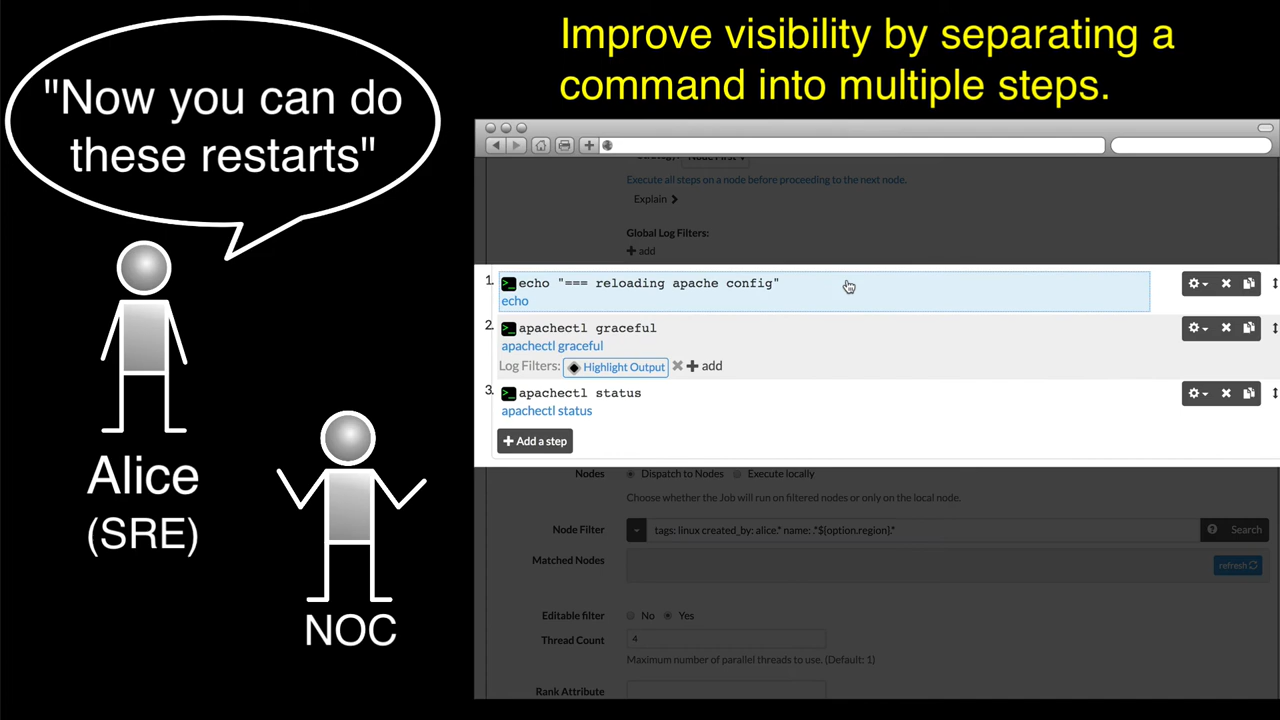 "Now you can do
these restarts"
Alice
(SRE)
NOC
Improve visibility by separating a
command into multiple steps.
Strategy: Node First
Execute all steps on a node before proceeding to the next node.
Explain
Global Log Filters:
+ add
1. echo "=== reloading apache config"
echo
2. apachectl graceful
apachectl graceful
Log Filters: Highlight Output + add
3. apachectl status
apachectl status
+ Add a step
Nodes Dispatch to Nodes Execute locally
Choose whether the Job will run on filtered nodes or only on the local node.
Node Filter tags: linux created_by: alice.* name: .*${option.region}.* Search
Matched Nodes refresh
Editable filter No Yes
Thread Count 4
Maximum number of parallel threads to use. (Default: 1)
Rank Attribute